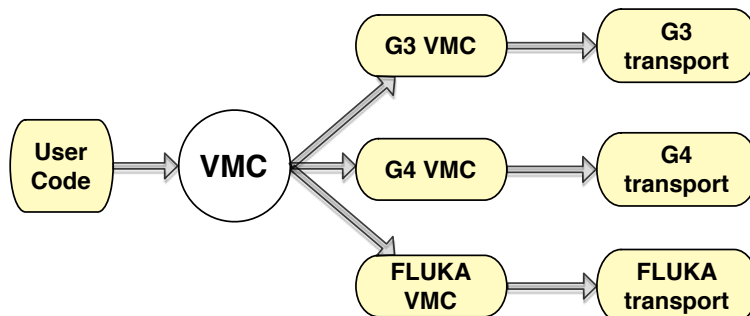 User
Code
VMC
G3 VMC
G3
transport
G4 VMC
G4
transport
FLUKA
VMC
FLUKA
transport